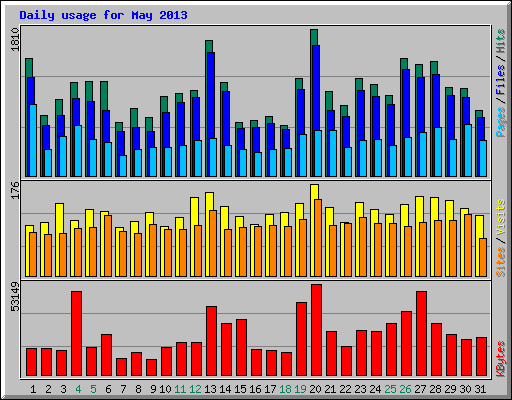 Daily usage for May 2013
1810
Pages / Files / Hits
176
Sites / Visits
53149
KBytes
1 2 3 4 5 6 7 8 9 10 11 12 13 14 15 16 17 18 19 20 21 22 23 24 25 26 27 28 29 30 31